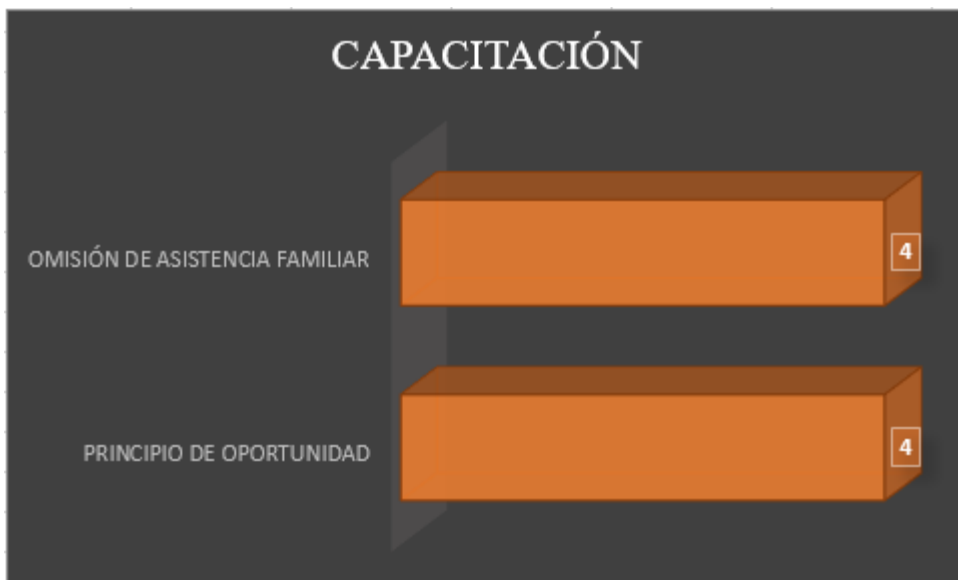 CAPACITACIÓN
OMISIÓN DE ASISTENCIA FAMILIAR
4
PRINCIPIO DE OPORTUNIDAD
4